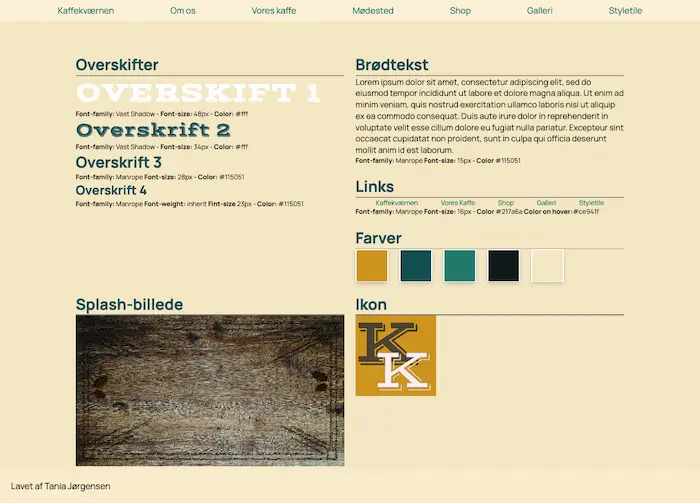 Kaffekværnen Om os Vores kaffe Mødested Shop Galleri Styletile
Overskifter
OVERSKIFT 1
Font-family: Vast Shadow - Font-size: 48px - Color: #fff
Overskrift 2
Font-family: Vast Shadow - Font-size: 34px - Color: #fff
Overskrift 3
Font-family: Manrope Font-size: 28px - Color: #115051
Overskrift 4
Font-family: Manrope Font-weight: inherit Fint-size 23px - Color: #115051
Brødtekst
Lorem ipsum dolor sit amet, consectetur adipiscing elit, sed do
eiusmod tempor incididunt ut labore et dolore magna aliqua. Ut enim ad
minim veniam, quis nostrud exercitation ullamco laboris nisi ut aliquip
ex ea commodo consequat. Duis aute irure dolor in reprehenderit in
voluptate velit esse cillum dolore eu fugiat nulla pariatur. Excepteur sint
occaecat cupidatat non proident, sunt in culpa qui officia deserunt
mollit anim id est laborum.
Font-family: Manrope Font-size: 15px - Color #115051
Links
Kaffekværnen Vores Kaffe Shop Galleri Styletile
Font-family: Manrope Font-size: 16px - Color #217a6a Color on hover: #ce941f
Farver
Splash-billede
Ikon
K
K
Lavet af Tania Jørgensen